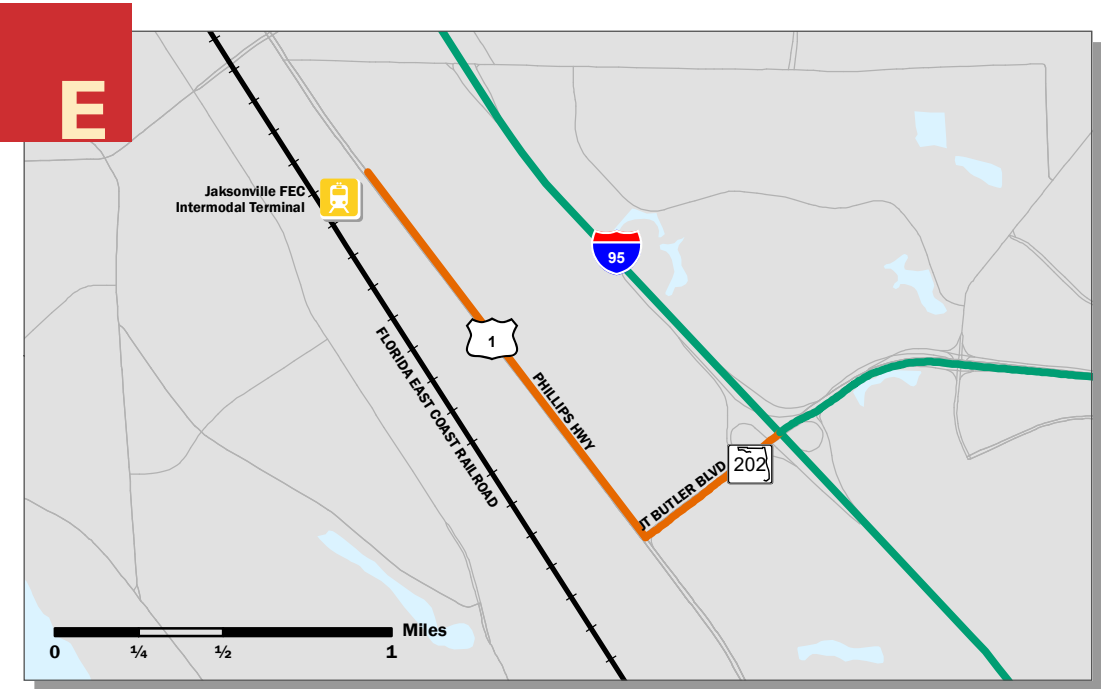 E
Jaksonville FEC
Intermodal Terminal
95
1
FLORIDA EAST COAST RAILROAD
PHILLIPS HWY
JT BUTLER BLVD
202
Miles
0 ¼ ½ 1